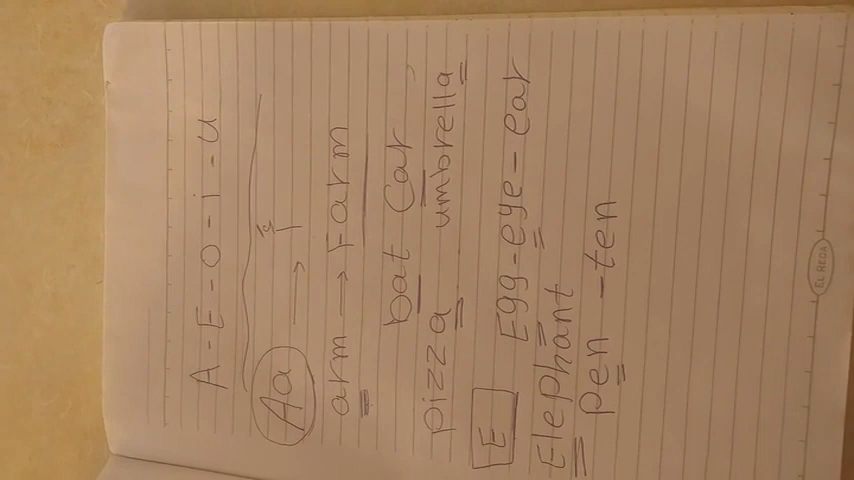 A-E-O-i-u
Aa → أ
arm → Farm
bat Car
pizza umbrella
E Egg-eye-ear
Elephant
pen-ten
EL REDA